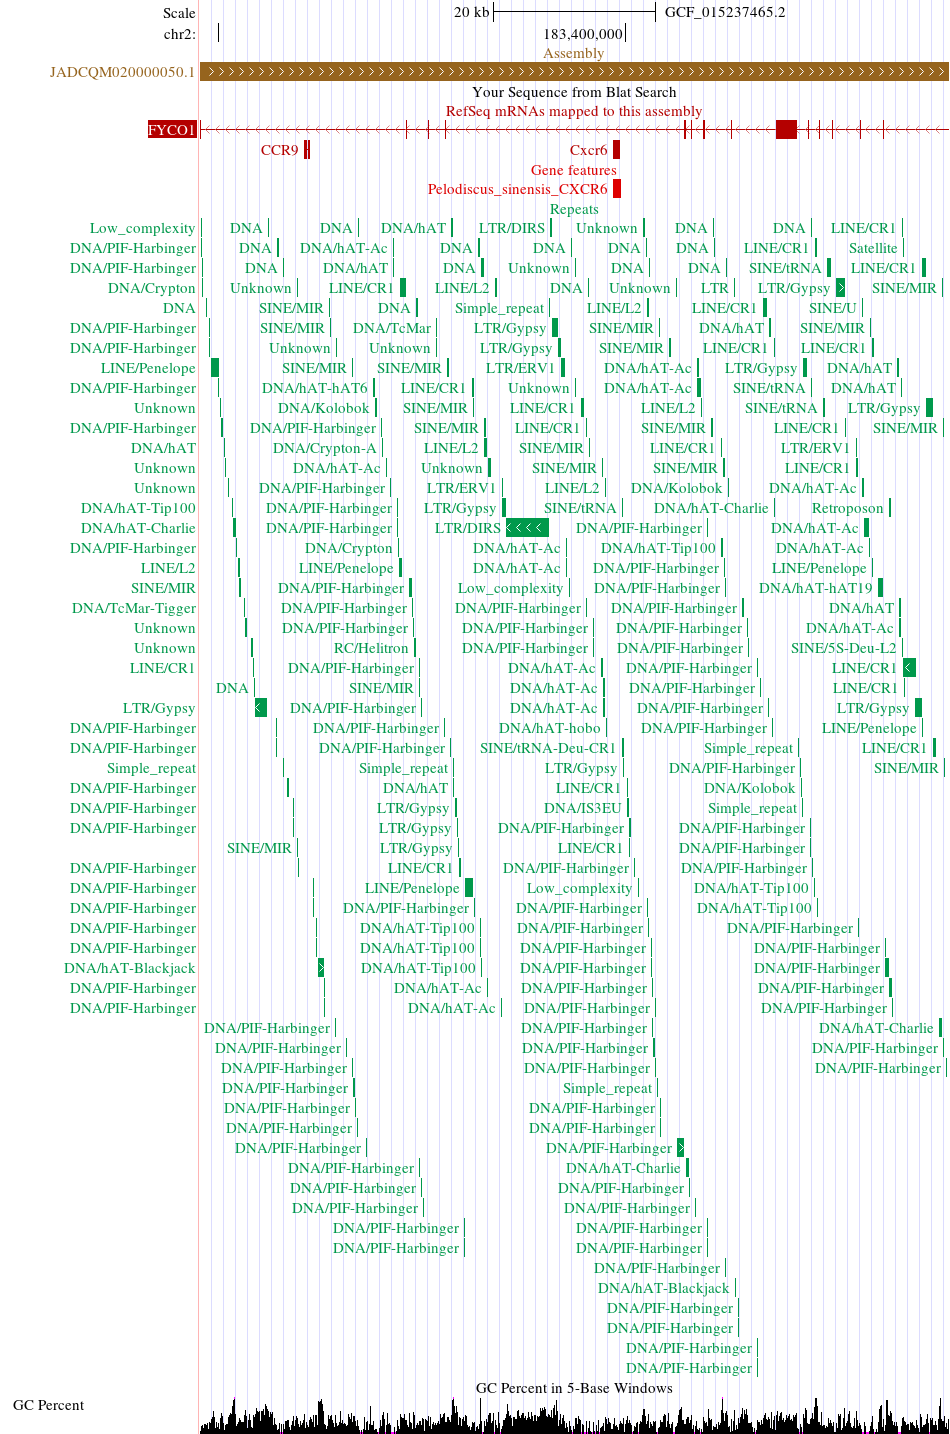 Scale 20 kb GCF_015237465.2
chr2: 183,400,000
Assembly
JADCQM020000050.1
Your Sequence from Blat Search
RefSeq mRNAs mapped to this assembly
FYCO1
CCR9 Cxcr6
Gene features
Pelodiscus_sinensis_CXCR6
Repeats
Low_complexity DNA DNA DNA/hAT LTR/DIRS Unknown DNA DNA LINE/CR1
DNA/PIF-Harbinger DNA DNA/hAT-Ac DNA DNA DNA DNA LINE/CR1 Satellite
DNA/PIF-Harbinger DNA DNA/hAT DNA Unknown DNA DNA SINE/tRNA LINE/CR1
DNA/Crypton Unknown LINE/CR1 LINE/L2 DNA Unknown LTR LTR/Gypsy SINE/MIR
DNA SINE/MIR DNA Simple_repeat LINE/L2 LINE/CR1 SINE/U
DNA/PIF-Harbinger SINE/MIR DNA/TcMar LTR/Gypsy SINE/MIR DNA/hAT SINE/MIR
DNA/PIF-Harbinger Unknown Unknown LTR/Gypsy SINE/MIR LINE/CR1 LINE/CR1
LINE/Penelope SINE/MIR SINE/MIR LTR/ERV1 DNA/hAT-Ac LTR/Gypsy DNA/hAT
DNA/PIF-Harbinger DNA/hAT-hAT6 LINE/CR1 Unknown DNA/hAT-Ac SINE/tRNA DNA/hAT
Unknown DNA/Kolobok SINE/MIR LINE/CR1 LINE/L2 SINE/tRNA LTR/Gypsy
DNA/PIF-Harbinger DNA/PIF-Harbinger SINE/MIR LINE/CR1 SINE/MIR LINE/CR1 SINE/MIR
DNA/hAT DNA/Crypton-A LINE/L2 SINE/MIR LINE/CR1 LTR/ERV1
Unknown DNA/hAT-Ac Unknown SINE/MIR SINE/MIR LINE/CR1
Unknown DNA/PIF-Harbinger LTR/ERV1 LINE/L2 DNA/Kolobok DNA/hAT-Ac
DNA/hAT-Tip100 DNA/PIF-Harbinger LTR/Gypsy SINE/tRNA DNA/hAT-Charlie Retroposon
DNA/hAT-Charlie DNA/PIF-Harbinger LTR/DIRS DNA/PIF-Harbinger DNA/hAT-Ac
DNA/PIF-Harbinger DNA/Crypton DNA/hAT-Ac DNA/hAT-Tip100 DNA/hAT-Ac
LINE/L2 LINE/Penelope DNA/hAT-Ac DNA/PIF-Harbinger LINE/Penelope
SINE/MIR DNA/PIF-Harbinger Low_complexity DNA/PIF-Harbinger DNA/hAT-hAT19
DNA/TcMar-Tigger DNA/PIF-Harbinger DNA/PIF-Harbinger DNA/PIF-Harbinger DNA/hAT
Unknown DNA/PIF-Harbinger DNA/PIF-Harbinger DNA/PIF-Harbinger DNA/hAT-Ac
Unknown RC/Helitron DNA/PIF-Harbinger DNA/PIF-Harbinger SINE/5S-Deu-L2
LINE/CR1 DNA/PIF-Harbinger DNA/hAT-Ac DNA/PIF-Harbinger LINE/CR1
DNA SINE/MIR DNA/hAT-Ac DNA/PIF-Harbinger LINE/CR1
LTR/Gypsy DNA/PIF-Harbinger DNA/hAT-Ac DNA/PIF-Harbinger LTR/Gypsy
DNA/PIF-Harbinger DNA/PIF-Harbinger DNA/hAT-hobo DNA/PIF-Harbinger LINE/Penelope
DNA/PIF-Harbinger DNA/PIF-Harbinger SINE/tRNA-Deu-CR1 Simple_repeat LINE/CR1
Simple_repeat Simple_repeat LTR/Gypsy DNA/PIF-Harbinger SINE/MIR
DNA/PIF-Harbinger DNA/hAT LINE/CR1 DNA/Kolobok
DNA/PIF-Harbinger LTR/Gypsy DNA/IS3EU Simple_repeat
DNA/PIF-Harbinger LTR/Gypsy DNA/PIF-Harbinger DNA/PIF-Harbinger
SINE/MIR LTR/Gypsy LINE/CR1 DNA/PIF-Harbinger
DNA/PIF-Harbinger LINE/CR1 DNA/PIF-Harbinger DNA/PIF-Harbinger
DNA/PIF-Harbinger LINE/Penelope Low_complexity DNA/hAT-Tip100
DNA/PIF-Harbinger DNA/PIF-Harbinger DNA/PIF-Harbinger DNA/hAT-Tip100
DNA/PIF-Harbinger DNA/hAT-Tip100 DNA/PIF-Harbinger DNA/PIF-Harbinger
DNA/PIF-Harbinger DNA/hAT-Tip100 DNA/PIF-Harbinger DNA/PIF-Harbinger
DNA/hAT-Blackjack DNA/hAT-Tip100 DNA/PIF-Harbinger DNA/PIF-Harbinger
DNA/PIF-Harbinger DNA/hAT-Ac DNA/PIF-Harbinger DNA/PIF-Harbinger
DNA/PIF-Harbinger DNA/hAT-Ac DNA/PIF-Harbinger DNA/PIF-Harbinger
DNA/PIF-Harbinger DNA/PIF-Harbinger DNA/hAT-Charlie
DNA/PIF-Harbinger DNA/PIF-Harbinger DNA/PIF-Harbinger
DNA/PIF-Harbinger DNA/PIF-Harbinger DNA/PIF-Harbinger
DNA/PIF-Harbinger Simple_repeat
DNA/PIF-Harbinger DNA/PIF-Harbinger
DNA/PIF-Harbinger DNA/PIF-Harbinger
DNA/PIF-Harbinger DNA/PIF-Harbinger
DNA/PIF-Harbinger DNA/hAT-Charlie
DNA/PIF-Harbinger DNA/PIF-Harbinger
DNA/PIF-Harbinger DNA/PIF-Harbinger
DNA/PIF-Harbinger DNA/PIF-Harbinger
DNA/PIF-Harbinger DNA/PIF-Harbinger
DNA/PIF-Harbinger
DNA/hAT-Blackjack
DNA/PIF-Harbinger
DNA/PIF-Harbinger
DNA/PIF-Harbinger
DNA/PIF-Harbinger
GC Percent in 5-Base Windows
GC Percent